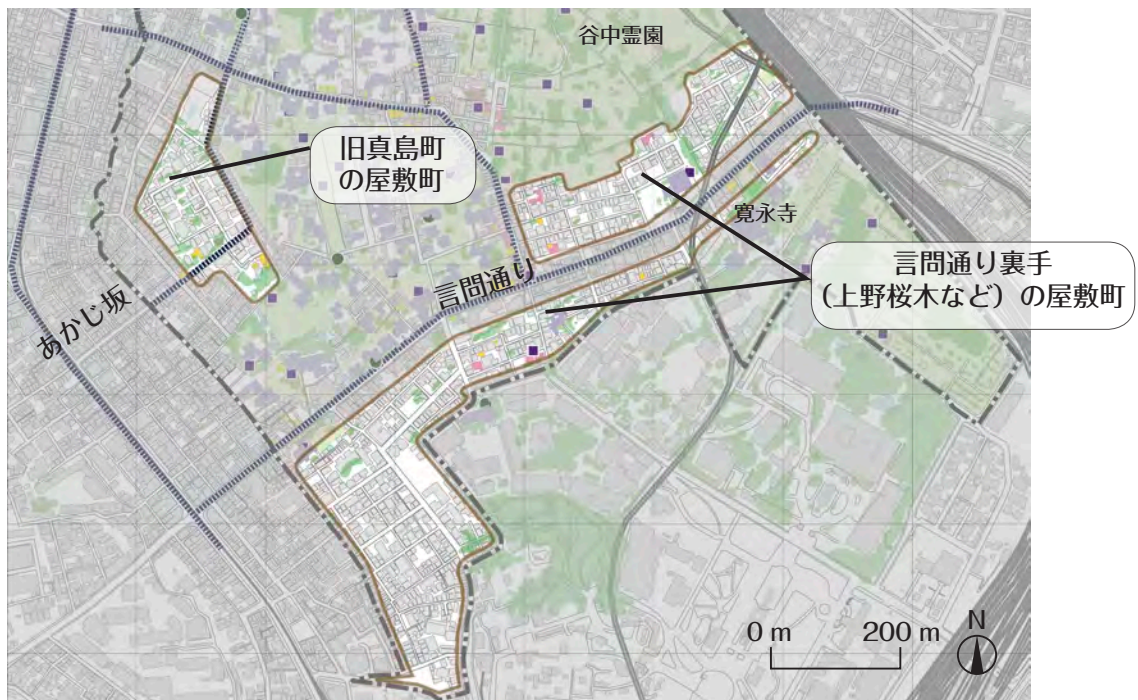 谷中霊園
旧真島町
の屋敷町
寛永寺
言問通り
言問通り裏手
（上野桜木など）の屋敷町
あかじ坂
0 m 200 m
N